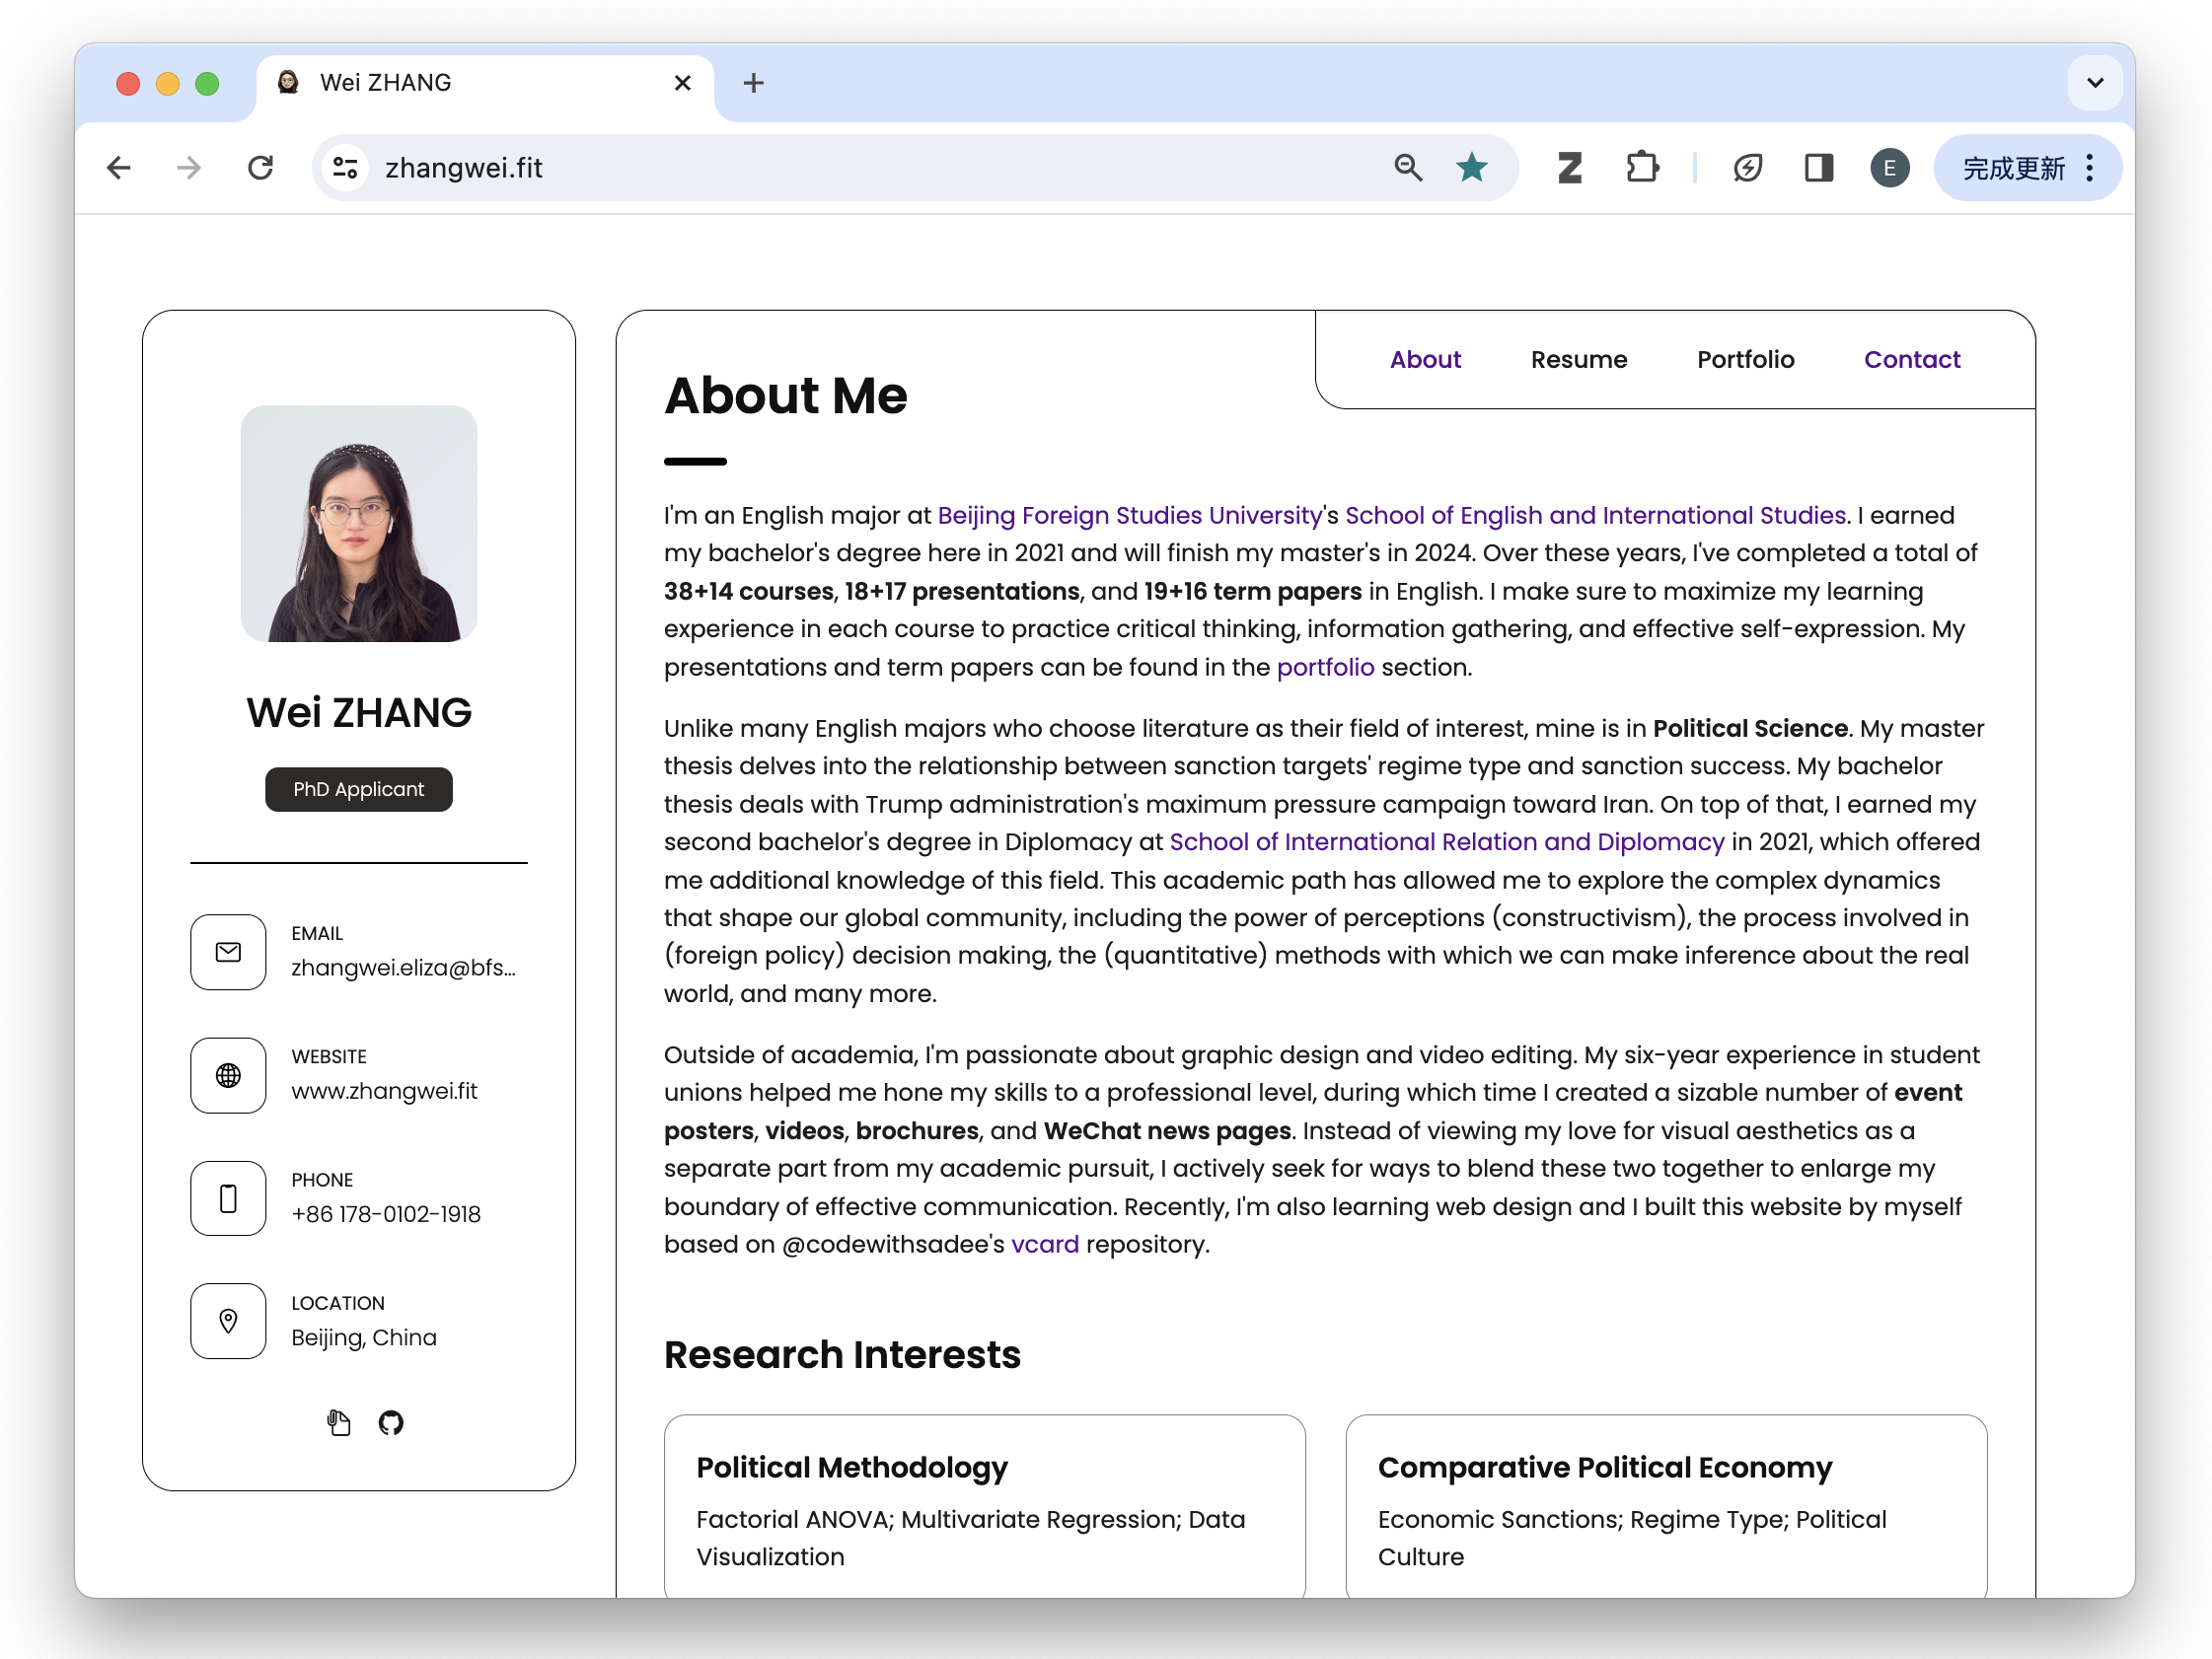 Wei ZHANG
zhangwei.fit
E
完成更新
Wei ZHANG
PhD Applicant
EMAIL
zhangwei.eliza@bfs...
WEBSITE
www.zhangwei.fit
PHONE
+86 178-0102-1918
LOCATION
Beijing, China
About
Resume
Portfolio
Contact
About Me
I'm an English major at Beijing Foreign Studies University's School of English and International Studies. I earned
my bachelor's degree here in 2021 and will finish my master's in 2024. Over these years, I've completed a total of
38+14 courses, 18+17 presentations, and 19+16 term papers in English. I make sure to maximize my learning
experience in each course to practice critical thinking, information gathering, and effective self-expression. My
presentations and term papers can be found in the portfolio section.
Unlike many English majors who choose literature as their field of interest, mine is in Political Science. My master
thesis delves into the relationship between sanction targets' regime type and sanction success. My bachelor
thesis deals with Trump administration's maximum pressure campaign toward Iran. On top of that, I earned my
second bachelor's degree in Diplomacy at School of International Relation and Diplomacy in 2021, which offered
me additional knowledge of this field. This academic path has allowed me to explore the complex dynamics
that shape our global community, including the power of perceptions (constructivism), the process involved in
(foreign policy) decision making, the (quantitative) methods with which we can make inference about the real
world, and many more.
Outside of academia, I'm passionate about graphic design and video editing. My six-year experience in student
unions helped me hone my skills to a professional level, during which time I created a sizable number of event
posters, videos, brochures, and WeChat news pages. Instead of viewing my love for visual aesthetics as a
separate part from my academic pursuit, I actively seek for ways to blend these two together to enlarge my
boundary of effective communication. Recently, I'm also learning web design and I built this website by myself
based on @codewithsadee's vcard repository.
Research Interests
Political Methodology
Factorial ANOVA; Multivariate Regression; Data
Visualization
Comparative Political Economy
Economic Sanctions; Regime Type; Political
Culture